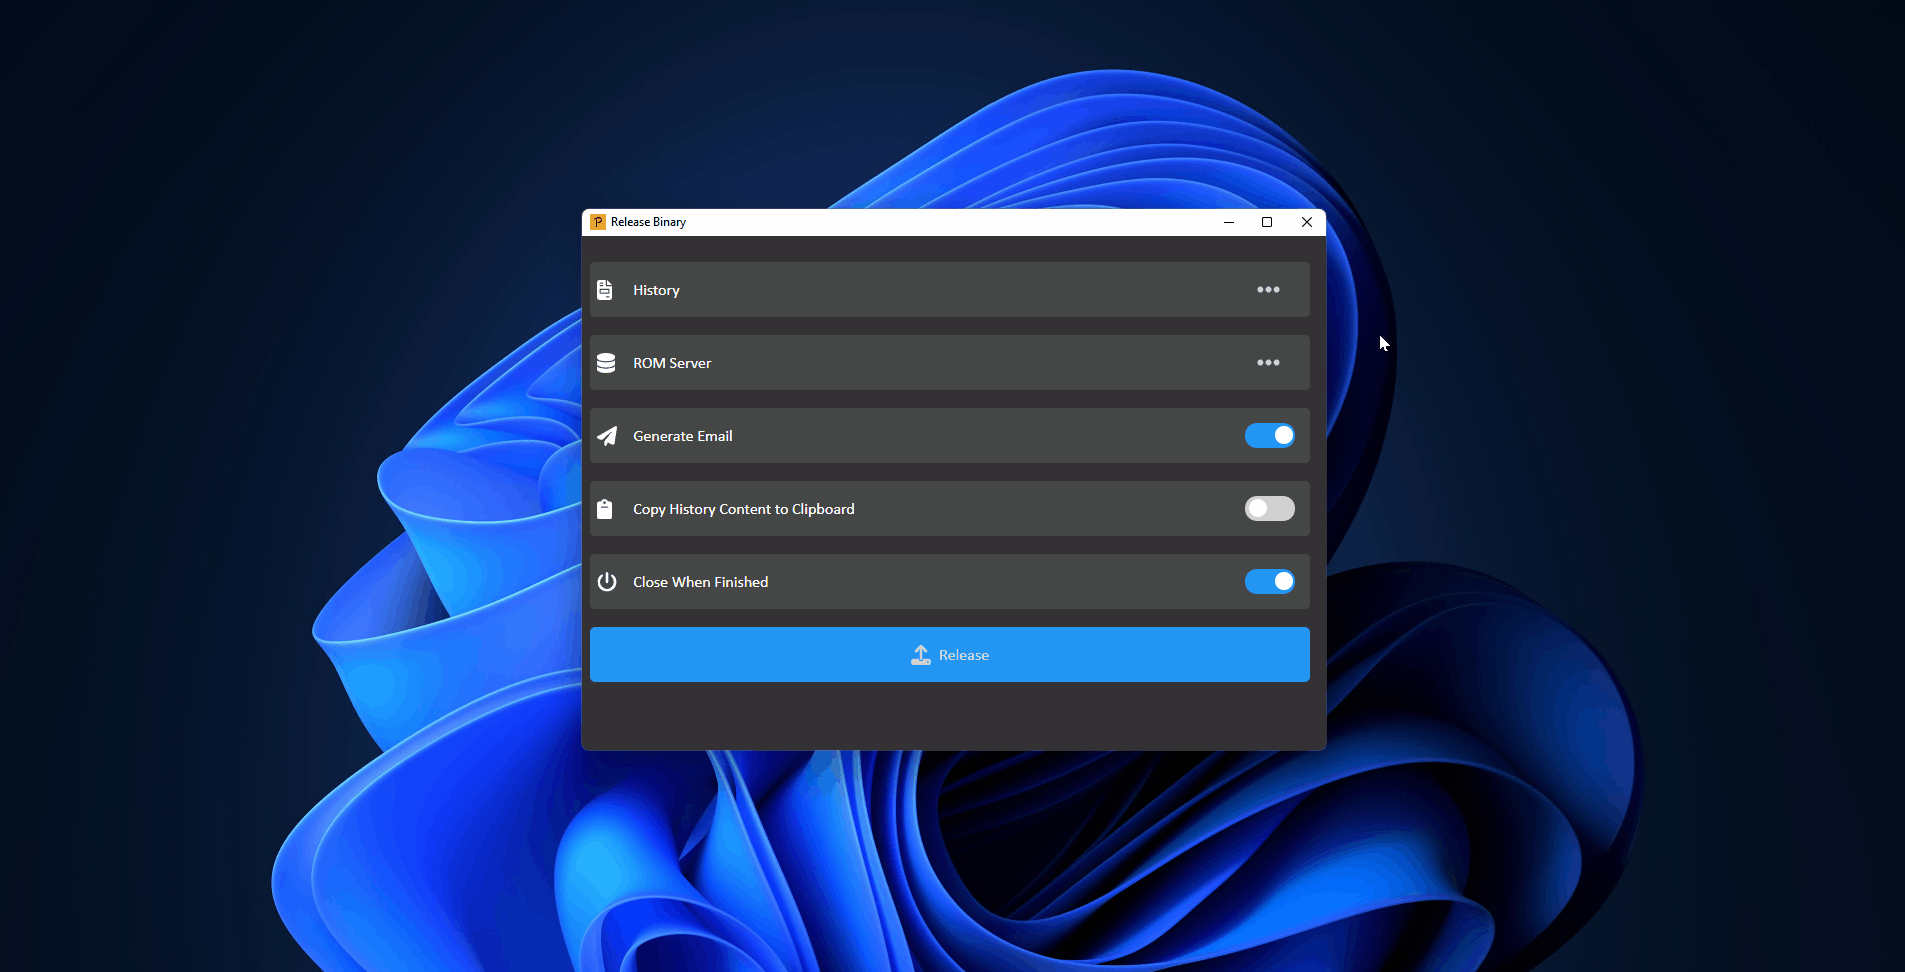 Release Binary
History
ROM Server
Generate Email
Copy History Content to Clipboard
Close When Finished
Release